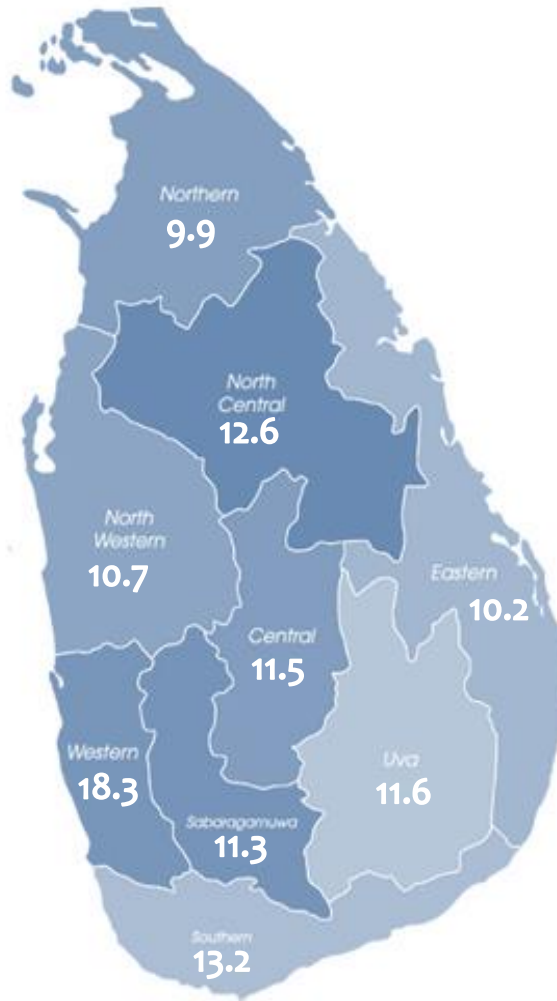 Northern
9.9
North
Central
12.6
North
Western
10.7
Eastern
10.2
Central
11.5
Western
18.3
Uva
11.6
Sabaragamuwa
11.3
Southern
13.2